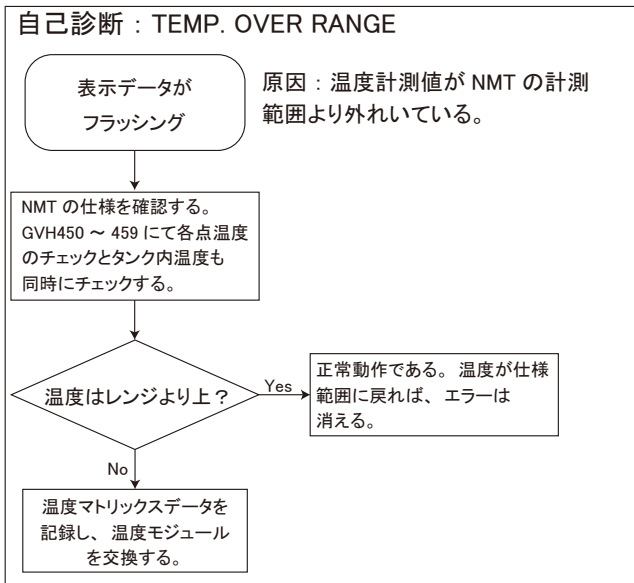 自己診断 : TEMP. OVER RANGE
表示データが
フラッシング
原因 : 温度計測値が NMT の計測
範囲より外れいている。
NMT の仕様を確認する。
GVH450 ~ 459 にて各点温度
のチェックとタンク内温度も
同時にチェックする。
温度はレンジより上?
Yes
正常動作である。 温度が仕様
範囲に戻れば、 エラーは
消える。
No
温度マトリックスデータを
記録し、 温度モジュール
を交換する。